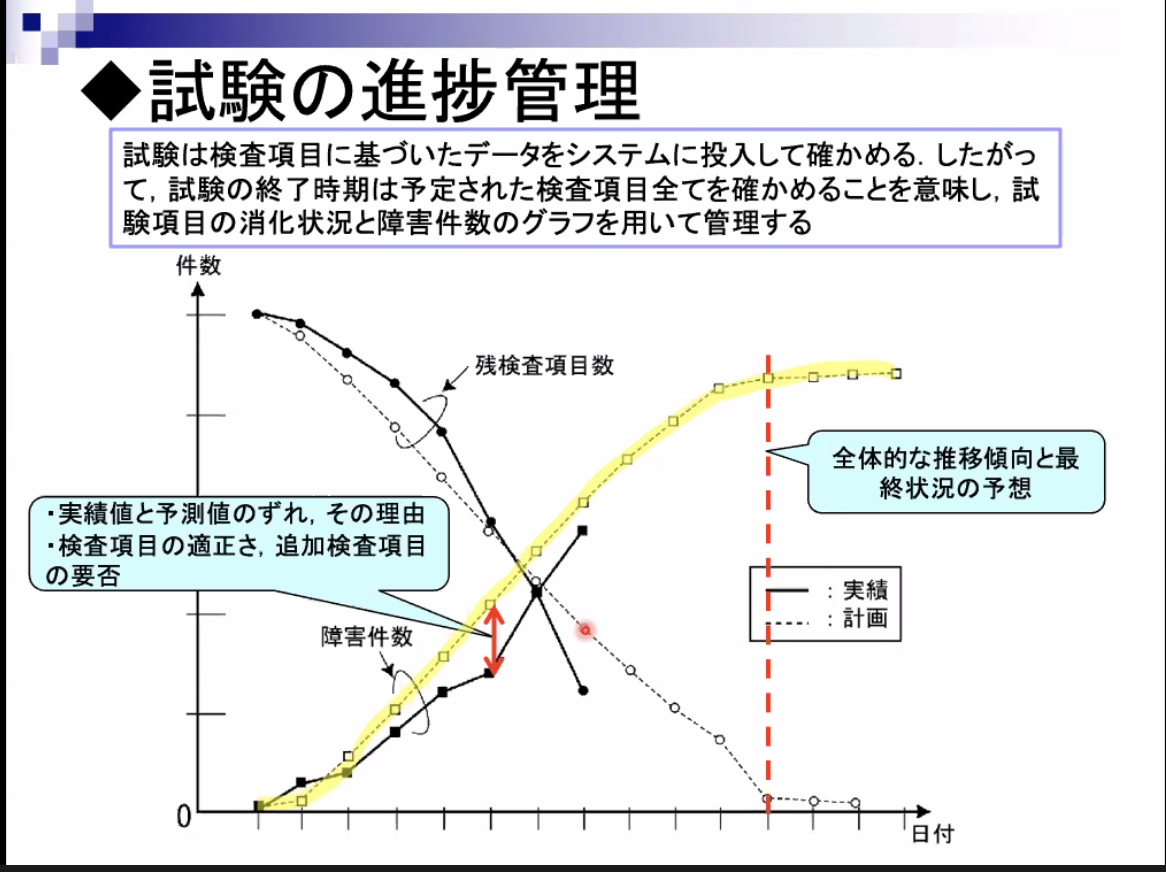 ◆試験の進捗管理
試験は検査項目に基づいたデータをシステムに投入して確かめる．したがっ
て，試験の終了時期は予定された検査項目全てを確かめることを意味し，試
験項目の消化状況と障害件数のグラフを用いて管理する
件数
残検査項目数
全体的な推移傾向と最
終状況の予想
・実績値と予測値のずれ，その理由
・検査項目の適正さ，追加検査項目
の要否
：実績
：計画
障害件数
0
日付